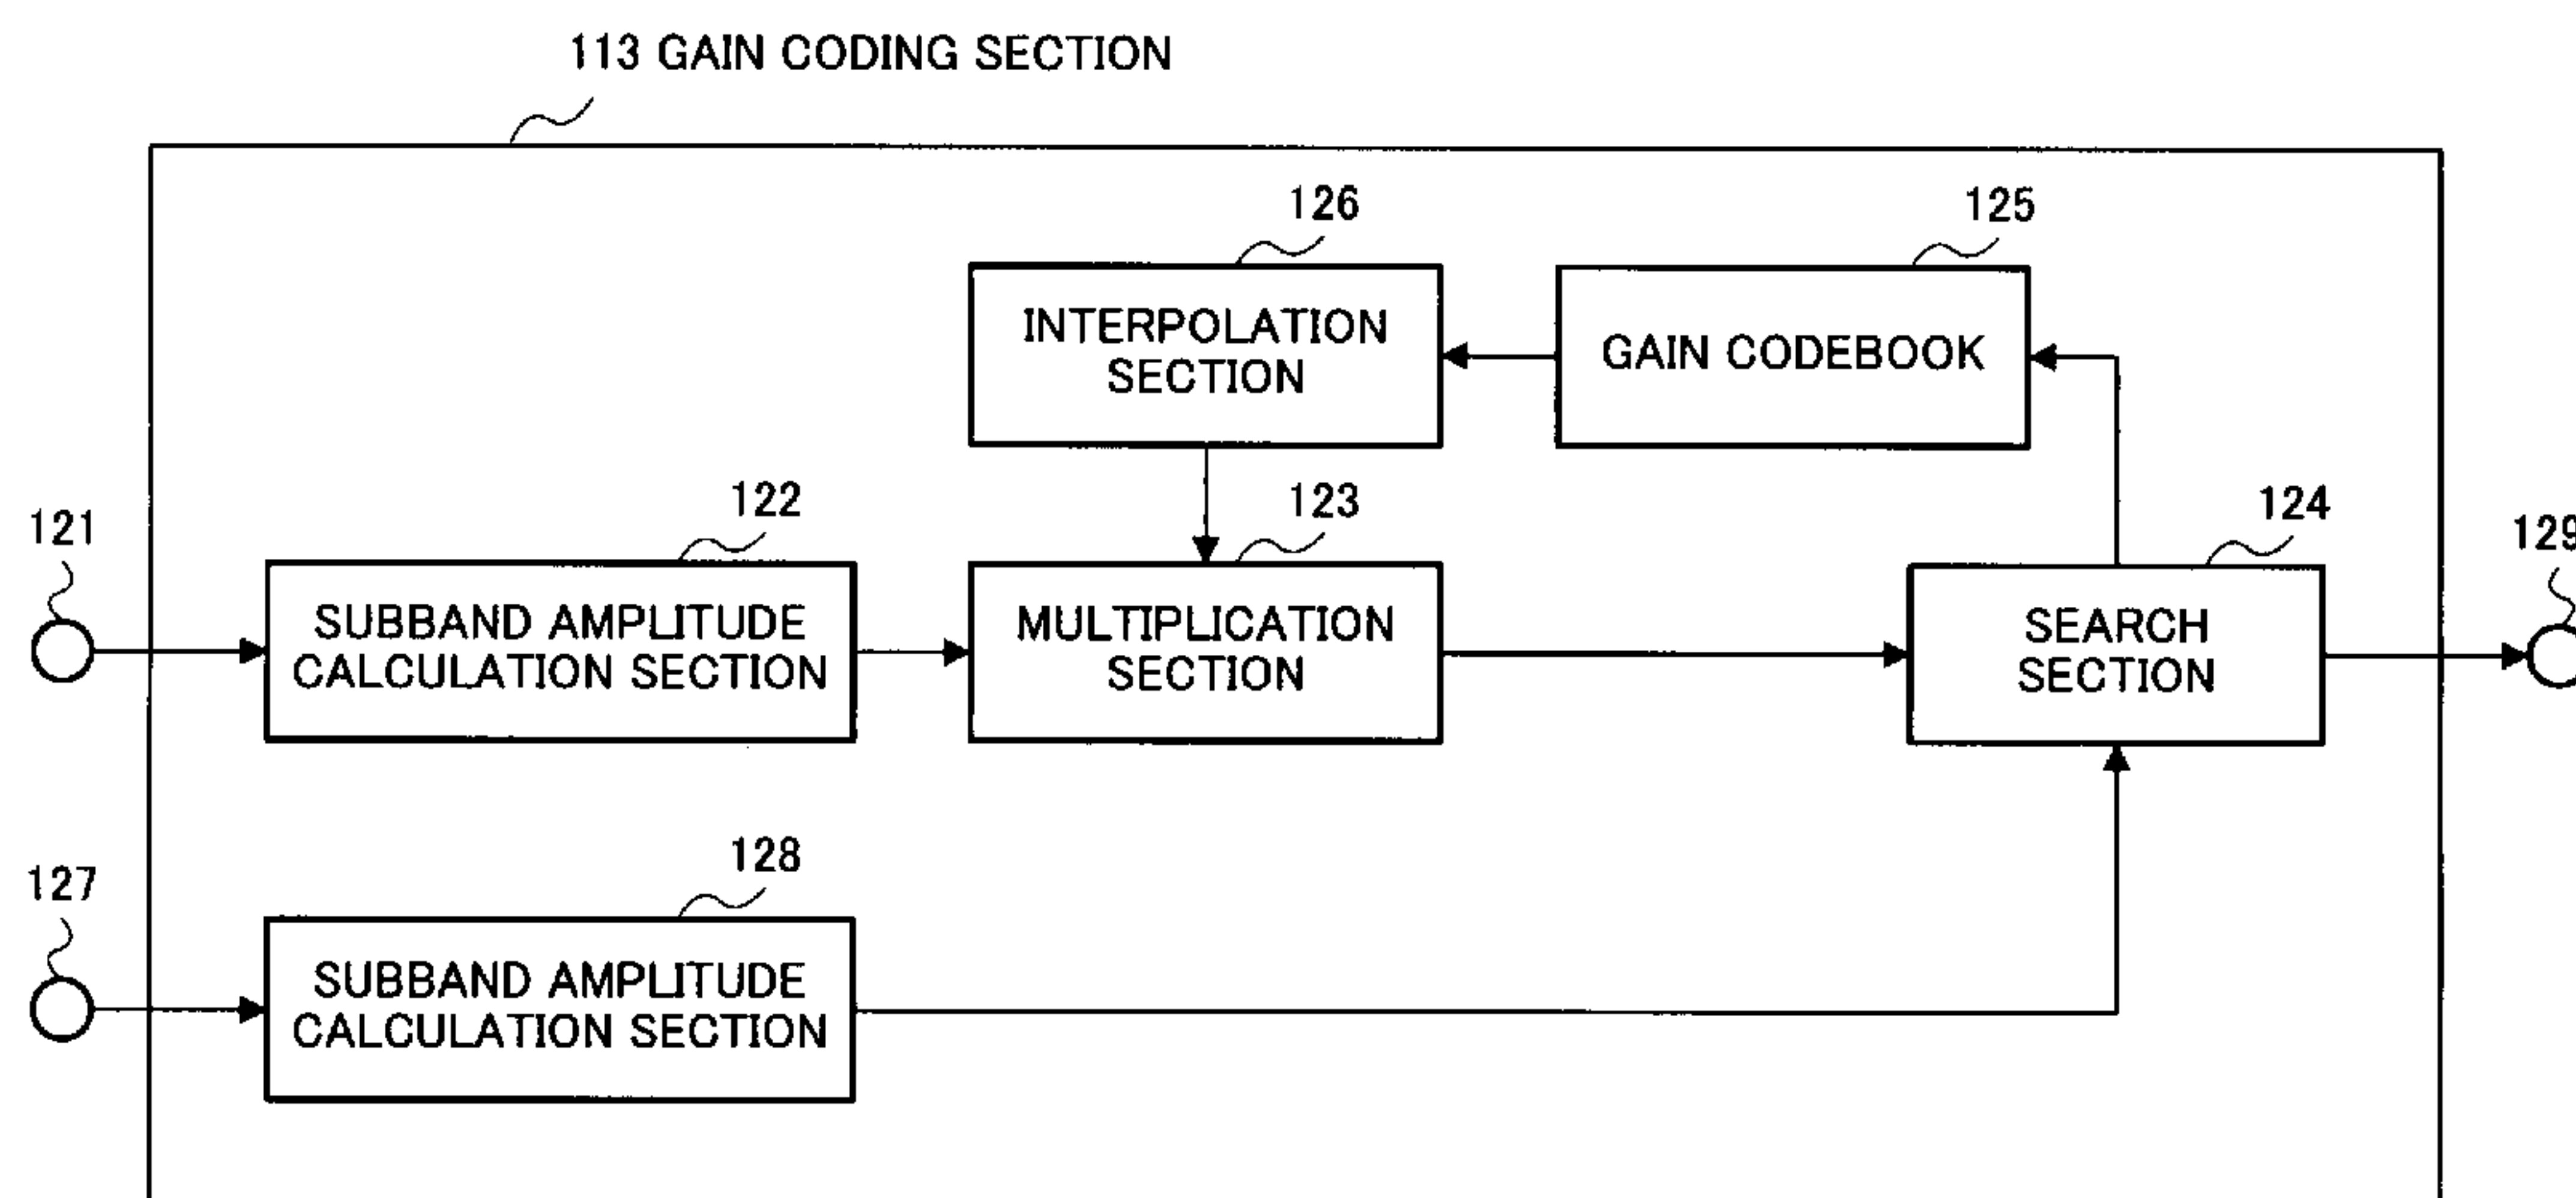 113 GAIN CODING SECTION
126
125
INTERPOLATION
SECTION
GAIN CODEBOOK
121
122
123
124
129
SUBBAND AMPLITUDE
CALCULATION SECTION
MULTIPLICATION
SECTION
SEARCH
SECTION
127
128
SUBBAND AMPLITUDE
CALCULATION SECTION